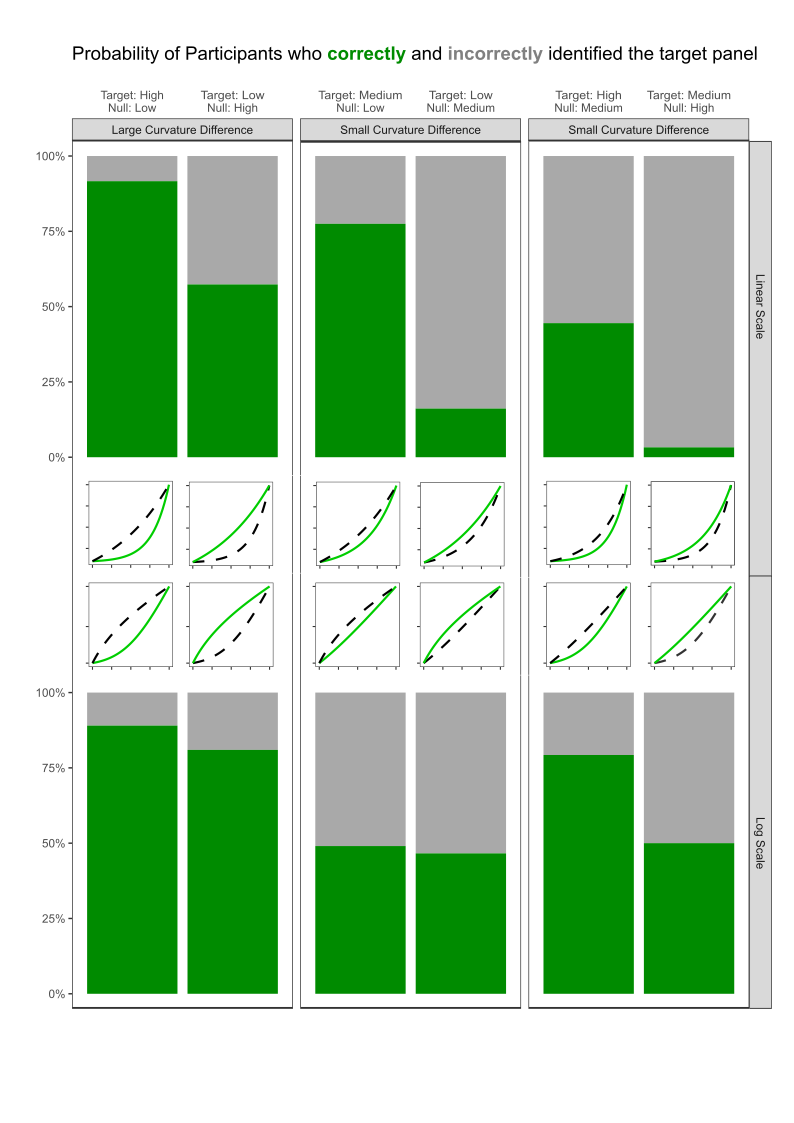 Probability of Participants who correctly and incorrectly identified the target panel
Target: High
Null: Low
Target: Low
Null: High
Target: Medium
Null: Low
Target: Low
Null: Medium
Target: High
Null: Medium
Target: Medium
Null: High
Large Curvature Difference
Small Curvature Difference
Small Curvature Difference
100%
75%
50%
25%
0%
Linear Scale
100%
75%
50%
25%
0%
Log Scale